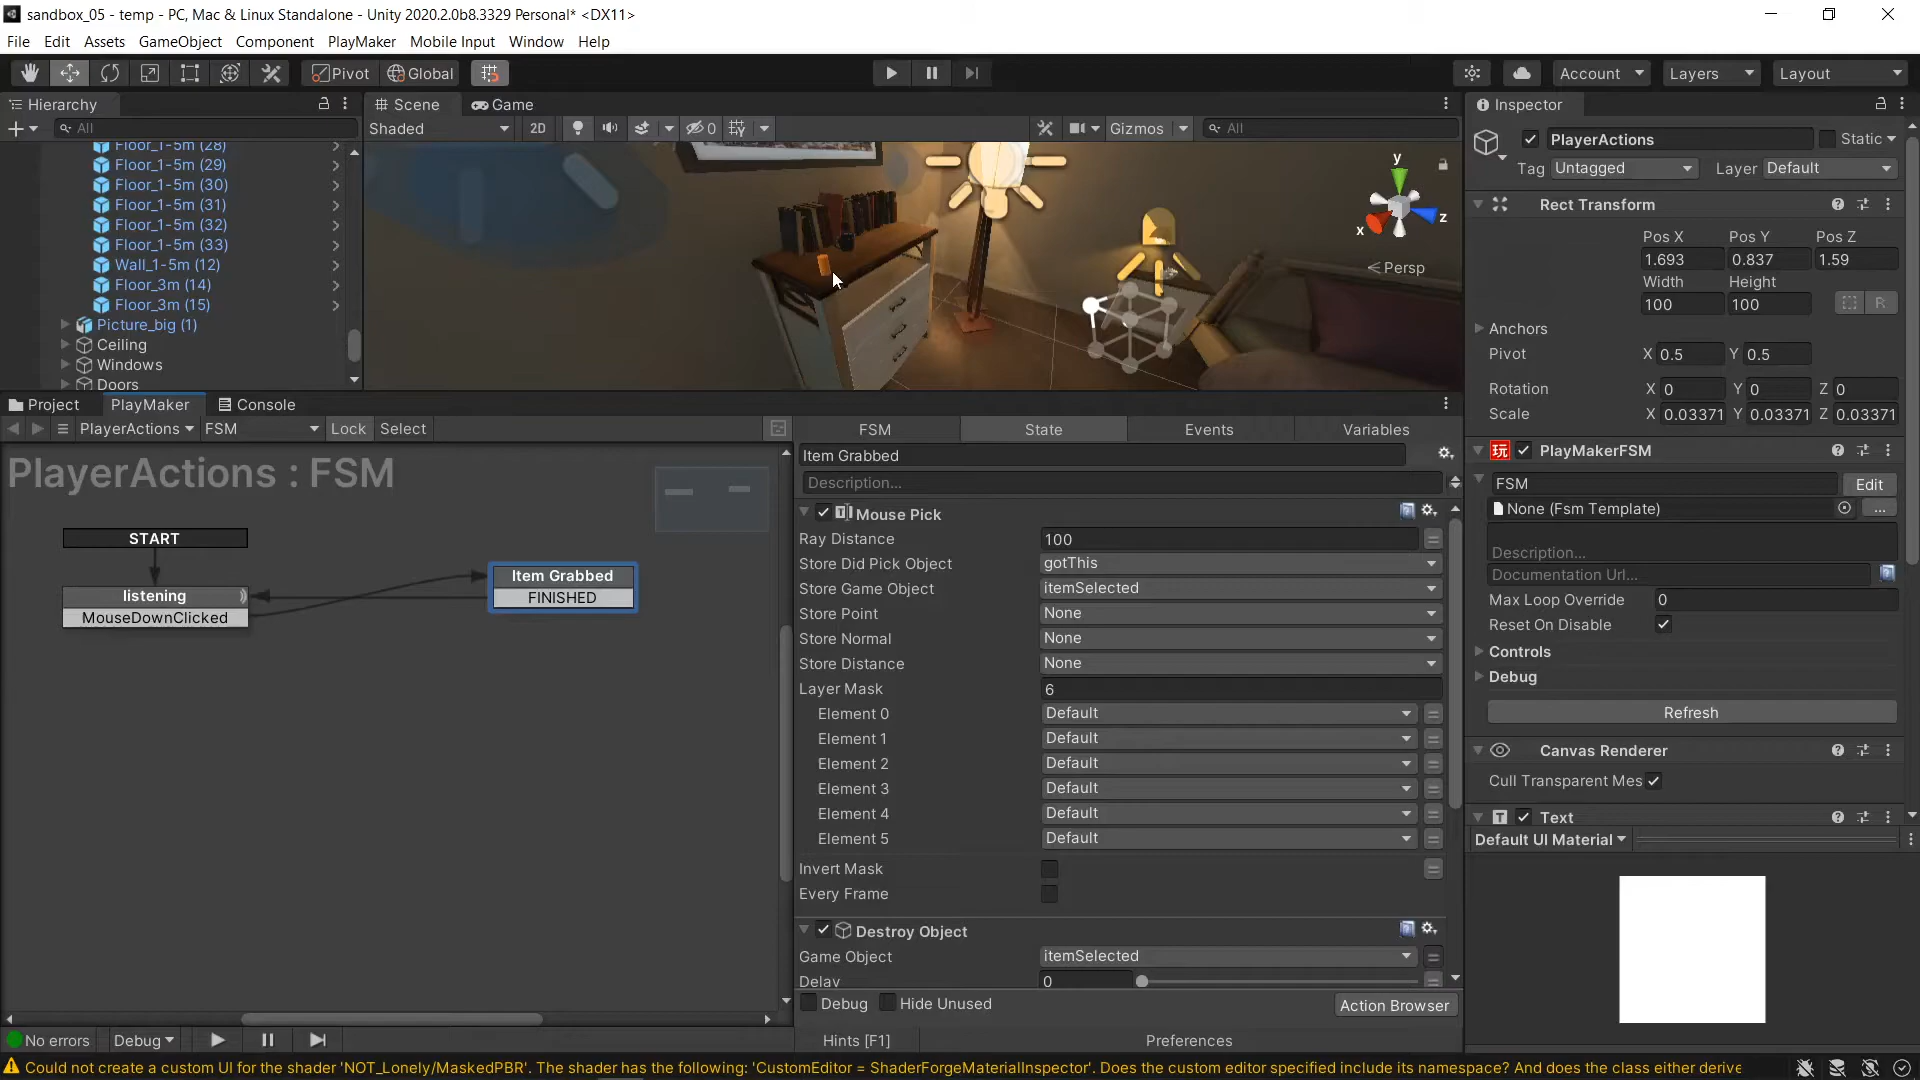 sandbox_05 - temp - PC, Mac & Linux Standalone - Unity 2020.2.0b8.3329 Personal* <DX11>
File Edit Assets GameObject Component PlayMaker Mobile Input Window Help
Pivot Global Account Layers Layout
Hierarchy
All
Floor_1-5m (28)
Floor_1-5m (29)
Floor_1-5m (30)
Floor_1-5m (31)
Floor_1-5m (32)
Floor_1-5m (33)
Wall_1-5m (12)
Floor_3m (14)
Floor_3m (15)
Picture_big (1)
Ceiling
Windows
Doors
Scene Game
Shaded 2D 0 Gizmos All
y
x
z
Persp
Inspector
PlayerActions Static
Tag Untagged Layer Default
Rect Transform
Pos X Pos Y Pos Z
1.693 0.837 1.59
Width Height
100 100 R
Anchors
Pivot X 0.5 Y 0.5
Rotation X 0 Y 0 Z 0
Scale X 0.03371 Y 0.03371 Z 0.03371
PlayMakerFSM
FSM Edit
None (Fsm Template) ...
Description...
Documentation Url...
Max Loop Override 0
Reset On Disable
Controls
Debug
Refresh
Canvas Renderer
Cull Transparent Mes
Text
Default UI Material
Project PlayMaker Console
PlayerActions FSM Lock Select
PlayerActions : FSM
START
listening
MouseDownClicked
Item Grabbed
FINISHED
FSM State Events Variables
Item Grabbed
Description...
Mouse Pick
Ray Distance 100
Store Did Pick Object gotThis
Store Game Object itemSelected
Store Point None
Store Normal None
Store Distance None
Layer Mask 6
Element 0 Default
Element 1 Default
Element 2 Default
Element 3 Default
Element 4 Default
Element 5 Default
Invert Mask
Every Frame
Destroy Object
Game Object itemSelected
Delay 0
Debug Hide Unused Action Browser
No errors Debug Hints [F1] Preferences
Could not create a custom UI for the shader 'NOT_Lonely/MaskedPBR'. The shader has the following: 'CustomEditor = ShaderForgeMaterialInspector'. Does the custom editor specified include its namespace? And does the class either derive